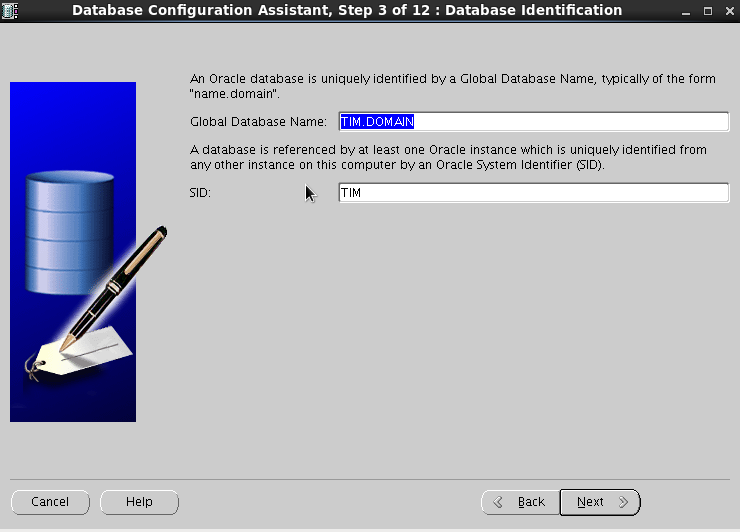 Database Configuration Assistant, Step 3 of 12 : Database Identification
An Oracle database is uniquely identified by a Global Database Name, typically of the form
"name.domain".
Global Database Name: TIM.DOMAIN
A database is referenced by at least one Oracle instance which is uniquely identified from
any other instance on this computer by an Oracle System Identifier (SID).
SID: TIM
Cancel Help Back Next